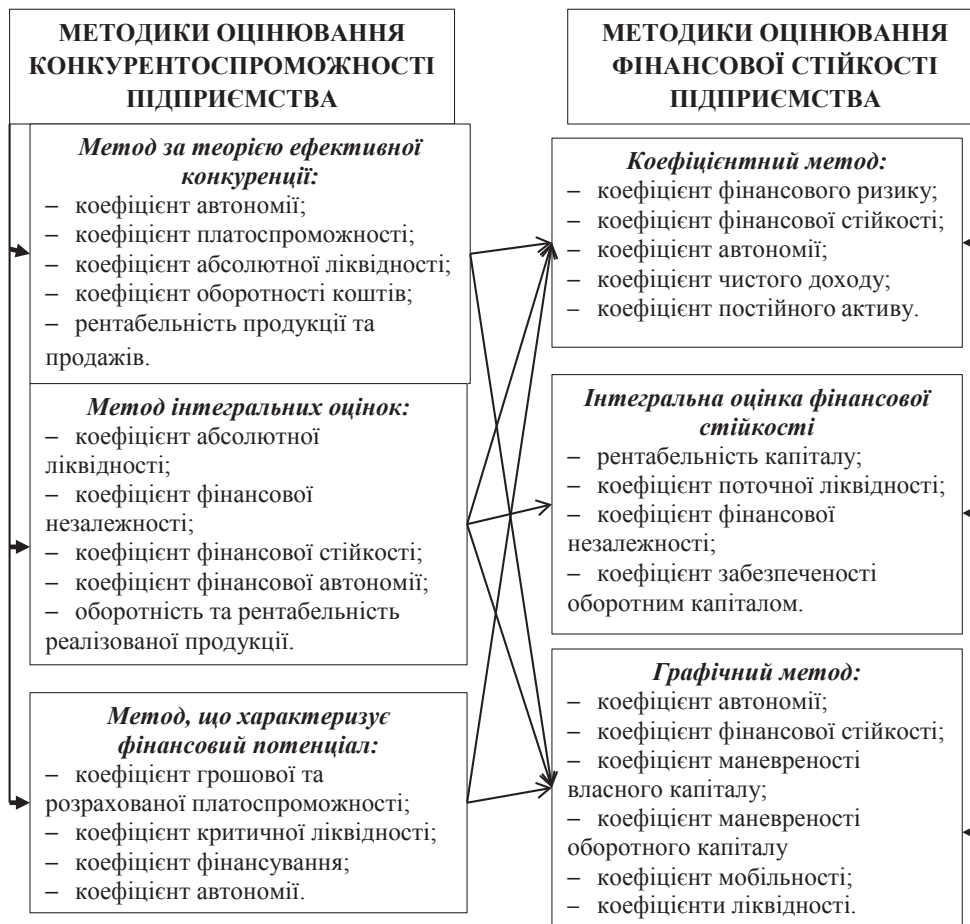 МЕТОДИКИ ОЦІНЮВАННЯ
КОНКУРЕНТОСПРОМОЖНОСТІ
ПІДПРИЄМСТВА
Метод за теорією ефективної
конкуренції:
– коефіцієнт автономії;
– коефіцієнт платоспроможності;
– коефіцієнт абсолютної ліквідності;
– коефіцієнт оборотності коштів;
– рентабельність продукції та
продажів.
Метод інтегральних оцінок:
– коефіцієнт абсолютної
ліквідності;
– коефіцієнт фінансової
незалежності;
– коефіцієнт фінансової стійкості;
– коефіцієнт фінансової автономії;
– оборотність та рентабельність
реалізованої продукції.
Метод, що характеризує
фінансовий потенціал:
– коефіцієнт грошової та
розрахованої платоспроможності;
– коефіцієнт критичної ліквідності;
– коефіцієнт фінансування;
– коефіцієнт автономії.
МЕТОДИКИ ОЦІНЮВАННЯ
ФІНАНСОВОЇ СТІЙКОСТІ
ПІДПРИЄМСТВА
Коефіцієнтний метод:
– коефіцієнт фінансового ризику;
– коефіцієнт фінансової стійкості;
– коефіцієнт автономії;
– коефіцієнт чистого доходу;
– коефіцієнт постійного активу.
Інтегральна оцінка фінансової
стійкості
– рентабельність капіталу;
– коефіцієнт поточної ліквідності;
– коефіцієнт фінансової
незалежності;
– коефіцієнт забезпеченості
оборотним капіталом.
Графічний метод:
– коефіцієнт автономії;
– коефіцієнт фінансової стійкості;
– коефіцієнт маневреності
власного капіталу;
– коефіцієнт маневреності
оборотного капіталу
– коефіцієнт мобільності;
– коефіцієнти ліквідності.